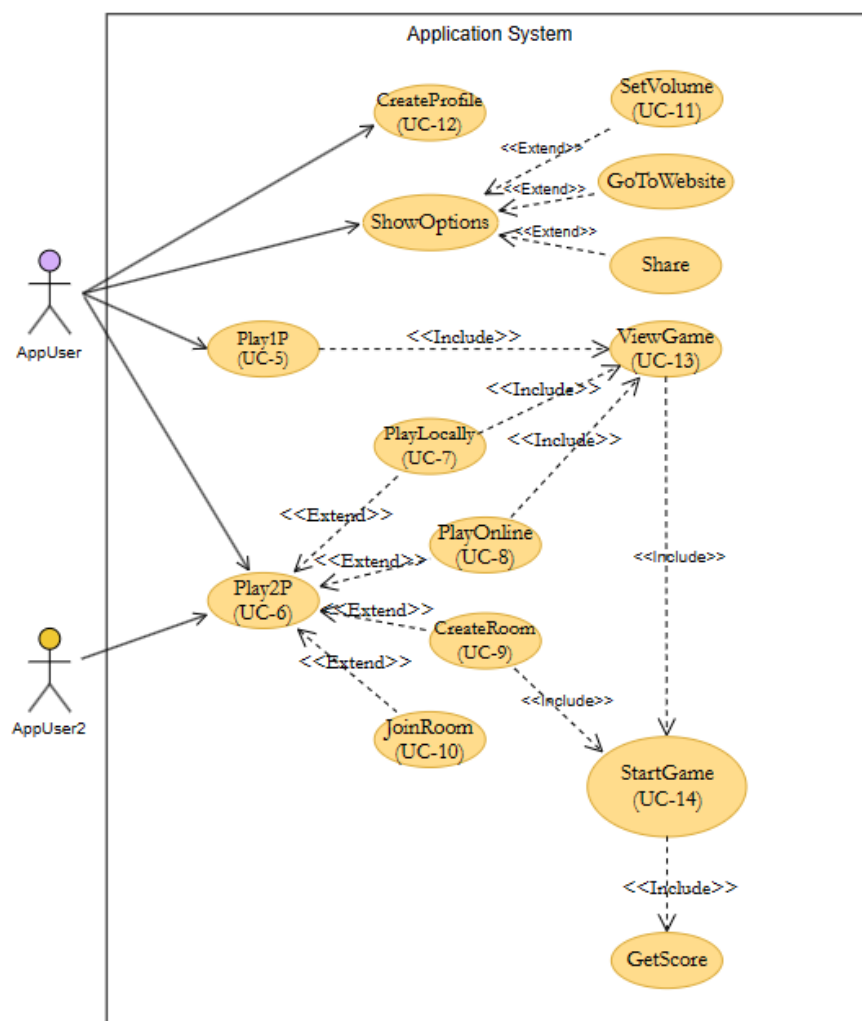 Application System
CreateProfile
(UC-12)
SetVolume
(UC-11)
<<Extend>>
<<Extend>>
GoToWebsite
ShowOptions
<<Extend>>
Share
AppUser
Play1P
(UC-5)
<<Include>>
ViewGame
(UC-13)
<<Include>>
PlayLocally
(UC-7)
<<Include>>
<<Extend>>
PlayOnline
(UC-8)
<<Extend>>
<<Include>>
Play2P
(UC-6)
<<Extend>>
CreateRoom
(UC-9)
<<Extend>>
AppUser2
<<Include>>
JoinRoom
(UC-10)
StartGame
(UC-14)
<<Include>>
GetScore